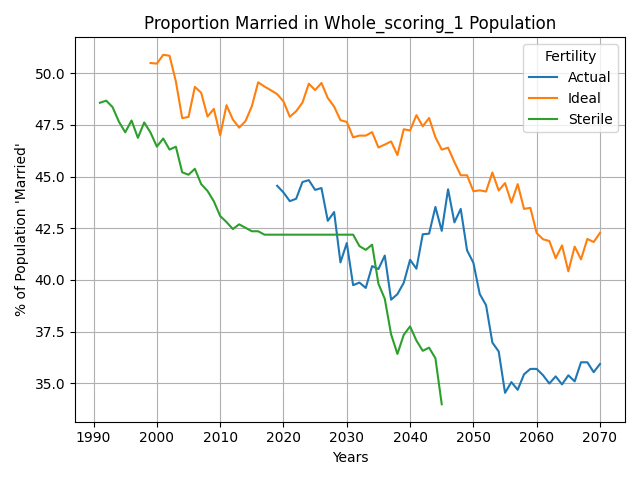 Proportion Married in Whole_scoring_1 Population
Fertility
Actual
Ideal
Sterile
% of Population 'Married'
50.0
47.5
45.0
42.5
40.0
37.5
35.0
1990 2000 2010 2020 2030 2040 2050 2060 2070
Years